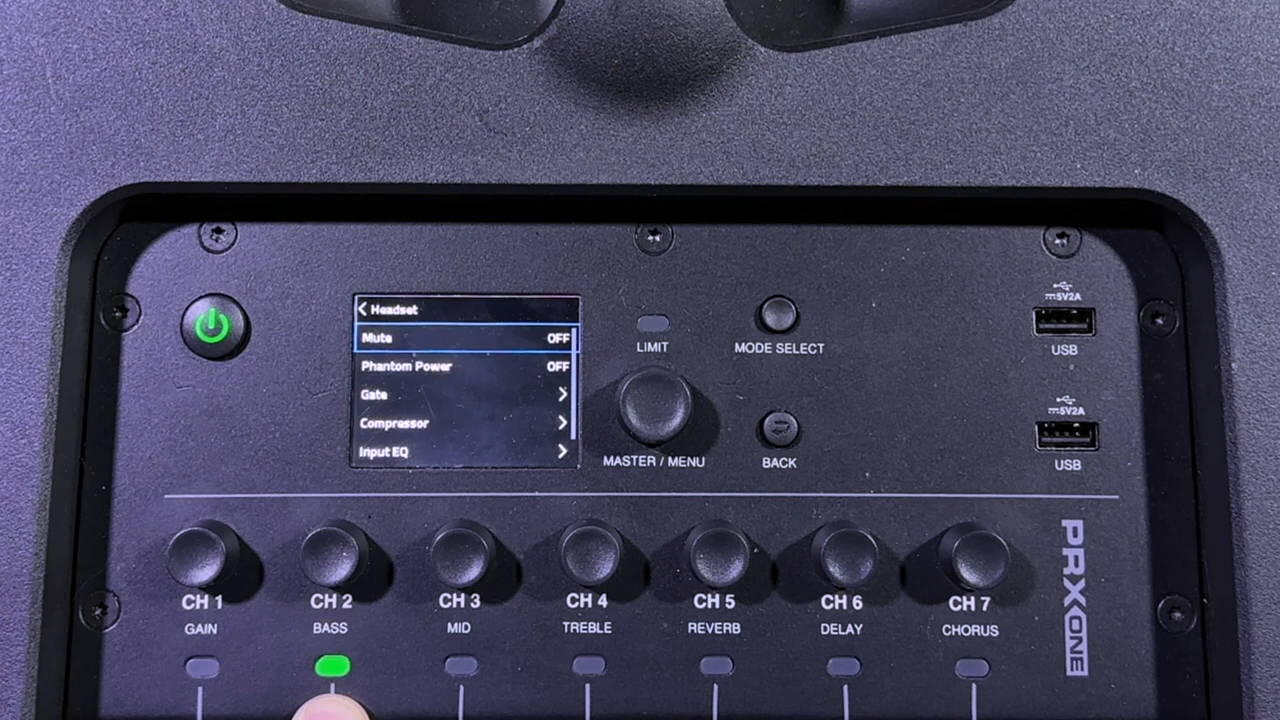 Headset
Mute OFF
Phantom Power OFF
Gate
Compressor
Input EQ
LIMIT
MASTER / MENU
MODE SELECT
BACK
5V2A
USB
5V2A
USB
CH 1
GAIN
CH 2
BASS
CH 3
MID
CH 4
TREBLE
CH 5
REVERB
CH 6
DELAY
CH 7
CHORUS
PRX ONE